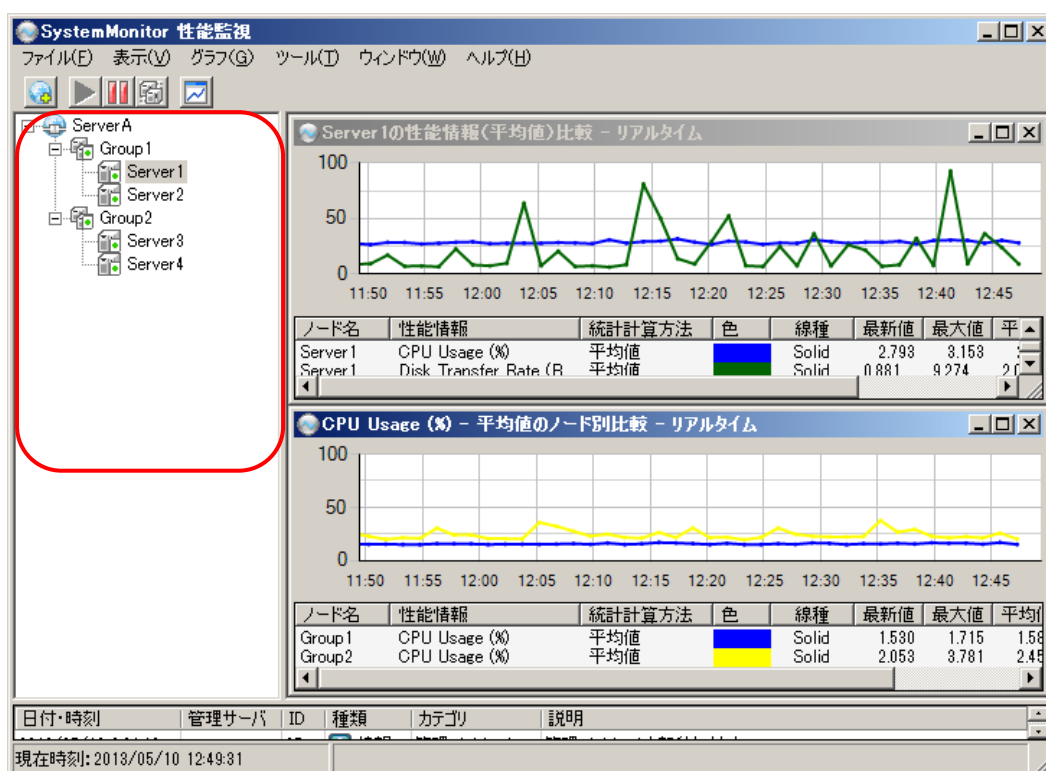 SystemMonitor 性能監視
ファイル(F) 表示(V) グラフ(G) ツール(T) ウィンドウ(W) ヘルプ(H)
ServerA
Group1
Server1
Server2
Group2
Server3
Server4
Server1の性能情報(平均値)比較 - リアルタイム
100
50
0
11:50 11:55 12:00 12:05 12:10 12:15 12:20 12:25 12:30 12:35 12:40 12:45
ノード名 性能情報 統計計算方法 色 線種 最新値 最大値 平
Server1 CPU Usage (%) 平均値 Solid 2.793 3.153
Server1 Disk Transfer Rate (B 平均値 Solid 0.881 9.274
CPU Usage (%) - 平均値のノード別比較 - リアルタイム
100
50
0
11:50 11:55 12:00 12:05 12:10 12:15 12:20 12:25 12:30 12:35 12:40 12:45
ノード名 性能情報 統計計算方法 色 線種 最新値 最大値 平均
Group1 CPU Usage (%) 平均値 Solid 1.530 1.715 1.58
Group2 CPU Usage (%) 平均値 Solid 2.053 3.781 2.45
日付・時刻 管理サーバ ID 種類 カテゴリ 説明
現在時刻: 2013/05/10 12:49:31